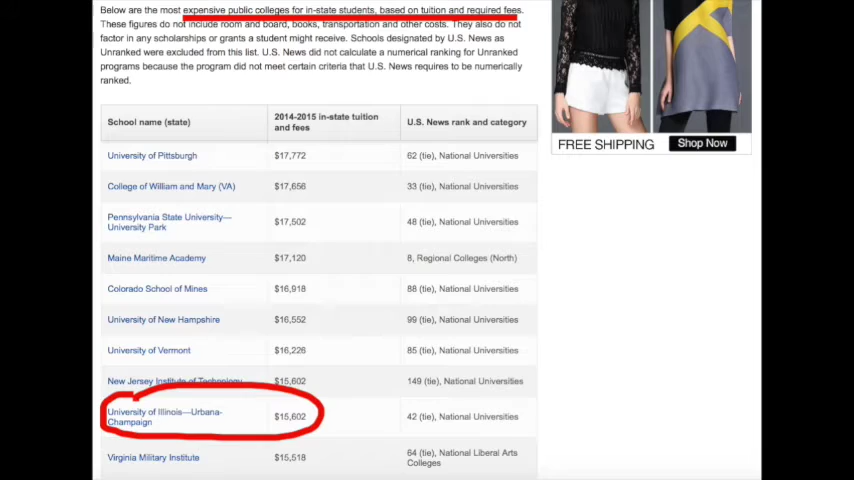 Below are the most expensive public colleges for in-state students, based on tuition and required fees.
These figures do not include room and board, books, transportation and other costs. They also do not
factor in any scholarships or grants a student might receive. Schools designated by U.S. News as
Unranked were excluded from this list. U.S. News did not calculate a numerical ranking for Unranked
programs because the program did not meet certain criteria that U.S. News requires to be numerically
ranked.
FREE SHIPPING Shop Now
School name (state) 2014-2015 in-state tuition and fees U.S. News rank and category
University of Pittsburgh $17,772 62 (tie), National Universities
College of William and Mary (VA) $17,656 33 (tie), National Universities
Pennsylvania State University—
University Park $17,502 48 (tie), National Universities
Maine Maritime Academy $17,120 8, Regional Colleges (North)
Colorado School of Mines $16,918 88 (tie), National Universities
University of New Hampshire $16,552 99 (tie), National Universities
University of Vermont $16,226 85 (tie), National Universities
New Jersey Institute of Technology $15,602 149 (tie), National Universities
University of Illinois—Urbana-
Champaign $15,602 42 (tie), National Universities
Virginia Military Institute $15,518 64 (tie), National Liberal Arts
Colleges